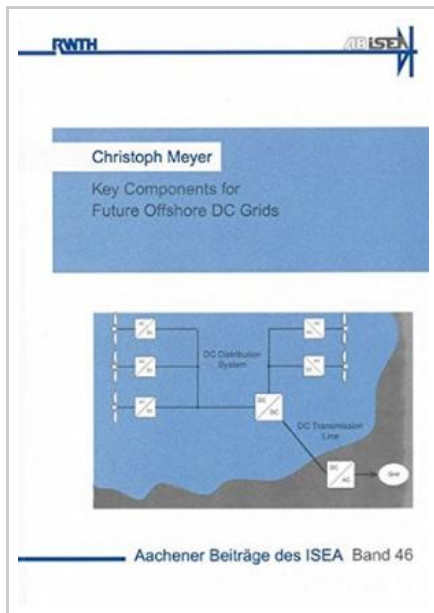 RWTH
ABISEA
Christoph Meyer
Key Components for
Future Offshore DC Grids
DC Distribution
System
DC
DC
DC Transmission
Line
DC
AC
Grid
Aachener Beiträge des ISEA Band 46